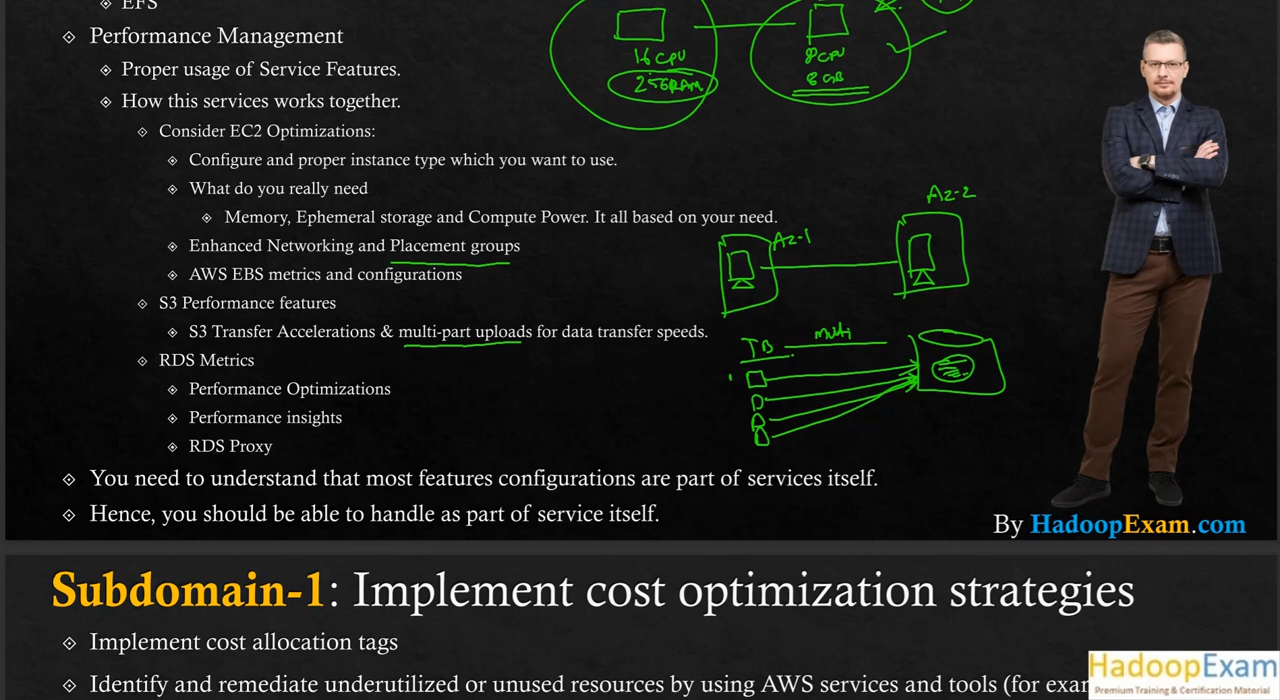 EFS
Performance Management
Proper usage of Service Features.
How this services works together.
Consider EC2 Optimizations:
Configure and proper instance type which you want to use.
What do you really need
Memory, Ephemeral storage and Compute Power. It all based on your need.
Enhanced Networking and Placement groups
AWS EBS metrics and configurations
S3 Performance features
S3 Transfer Accelerations & multi-part uploads for data transfer speeds.
RDS Metrics
Performance Optimizations
Performance insights
RDS Proxy
You need to understand that most features configurations are part of services itself.
Hence, you should be able to handle as part of service itself.
16 CPU
256RAM
8 CPU
8 GB
AZ-1
AZ-2
TB
multi
By HadoopExam.com
Subdomain-1: Implement cost optimization strategies
Implement cost allocation tags
Identify and remediate underutilized or unused resources by using AWS services and tools (for
HadoopExam
Premium Training & Certification Material